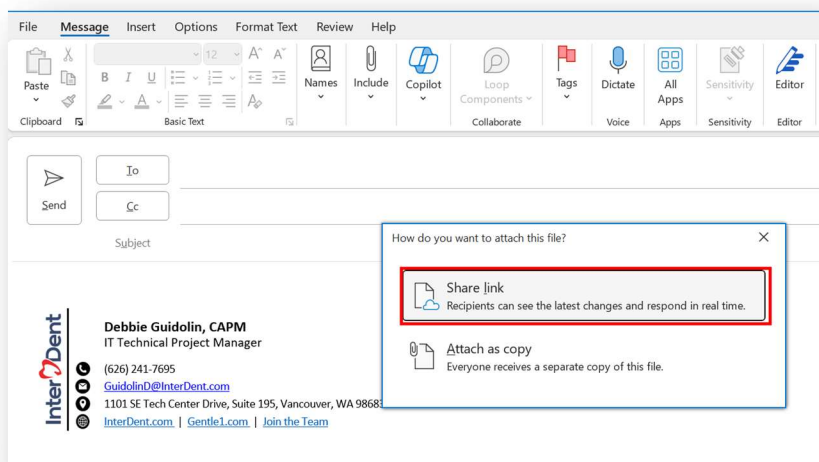 File Message Insert Options Format Text Review Help
12 A^ Aˇ
B I U
A A
Paste
Names Include Copilot Loop Components Tags Dictate All Apps Sensitivity Editor
Clipboard Basic Text Collaborate Voice Apps Sensitivity Editor
To
Send
Cc
Subject
How do you want to attach this file?
Share link
Recipients can see the latest changes and respond in real time.
Attach as copy
Everyone receives a separate copy of this file.
InterDent
Debbie Guidolin, CAPM
IT Technical Project Manager
(626) 241-7695
GuidolinD@InterDent.com
1101 SE Tech Center Drive, Suite 195, Vancouver, WA 98683
InterDent.com | Gentle1.com | Join the Team